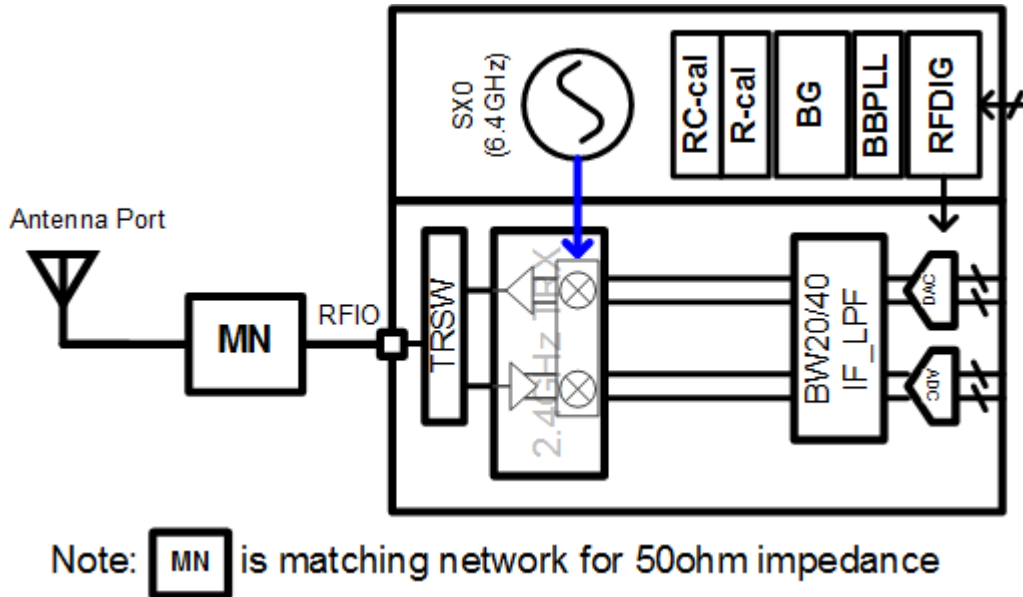 SX0
(6.4GHz)
RC-cal
R-cal
BG
BBPLL
RFDIG
Antenna Port
MN
RFIO
TRSW
2.4GHz TRX
BW20/40
IF_LPF
DAC
ADC
Note: MN is matching network for 50ohm impedance